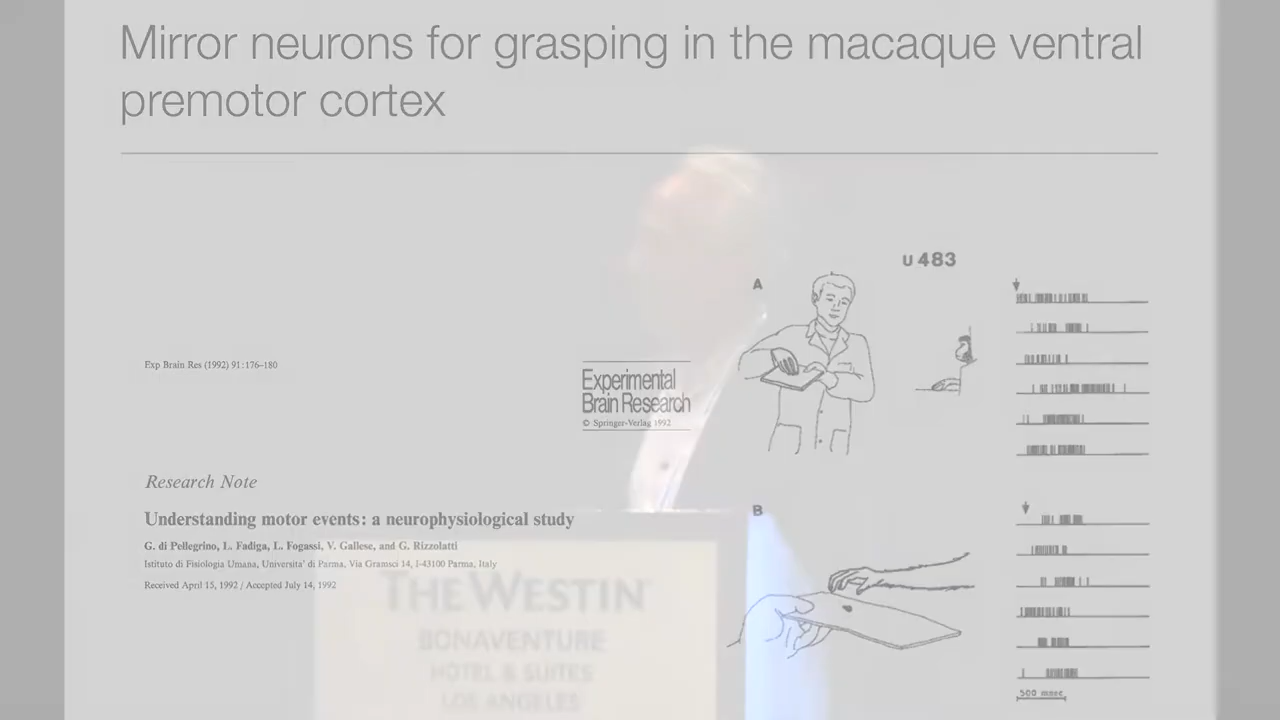 Mirror neurons for grasping in the macaque ventral
premotor cortex
Exp Brain Res (1992) 91:176–180
Experimental
Brain Research
© Springer-Verlag 1992
Research Note
Understanding motor events: a neurophysiological study
G. di Pellegrino, L. Fadiga, L. Fogassi, V. Gallese, and G. Rizzolatti
Istituto di Fisiologia Umana, Universita' di Parma, Via Gramsci 14, I-43100 Parma, Italy
Received April 15, 1992 / Accepted July 14, 1992
U 483
A
B
500 msec
THE WESTIN
BONAVENTURE
HOTEL & SUITES
LOS ANGELES